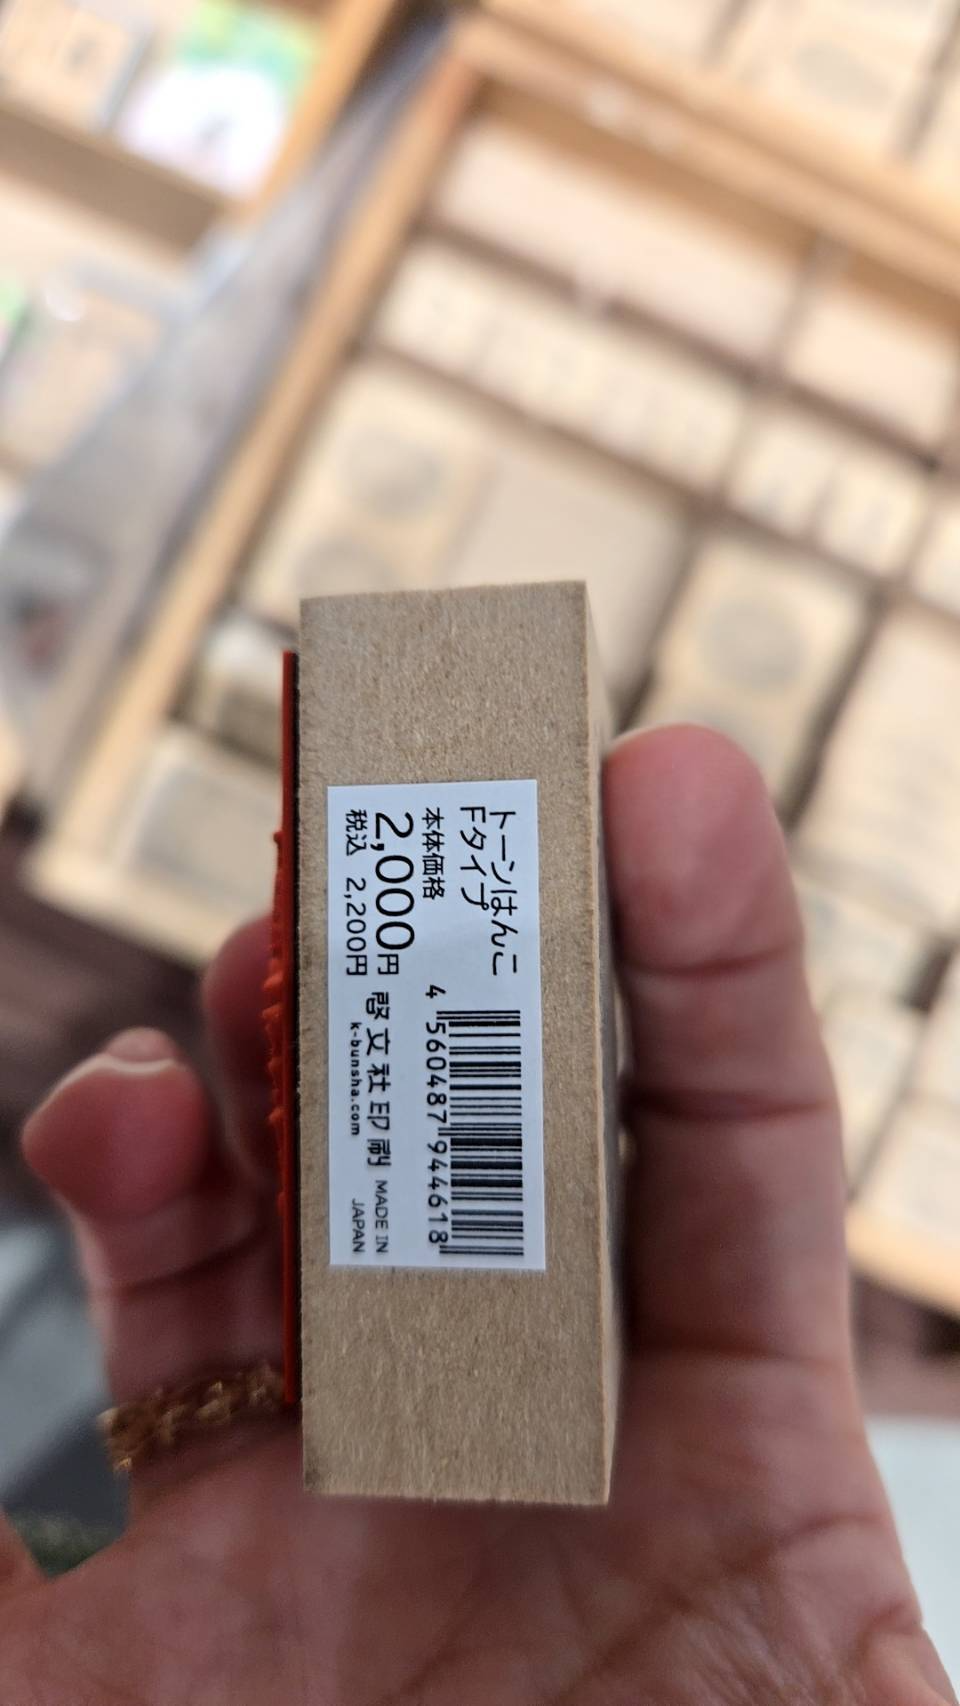 トーンはんこ
Fタイプ
本体価格
2,000円
税込 2,200円
4 560487 944618
啓文社印刷
k-bunsha.com
MADE IN
JAPAN